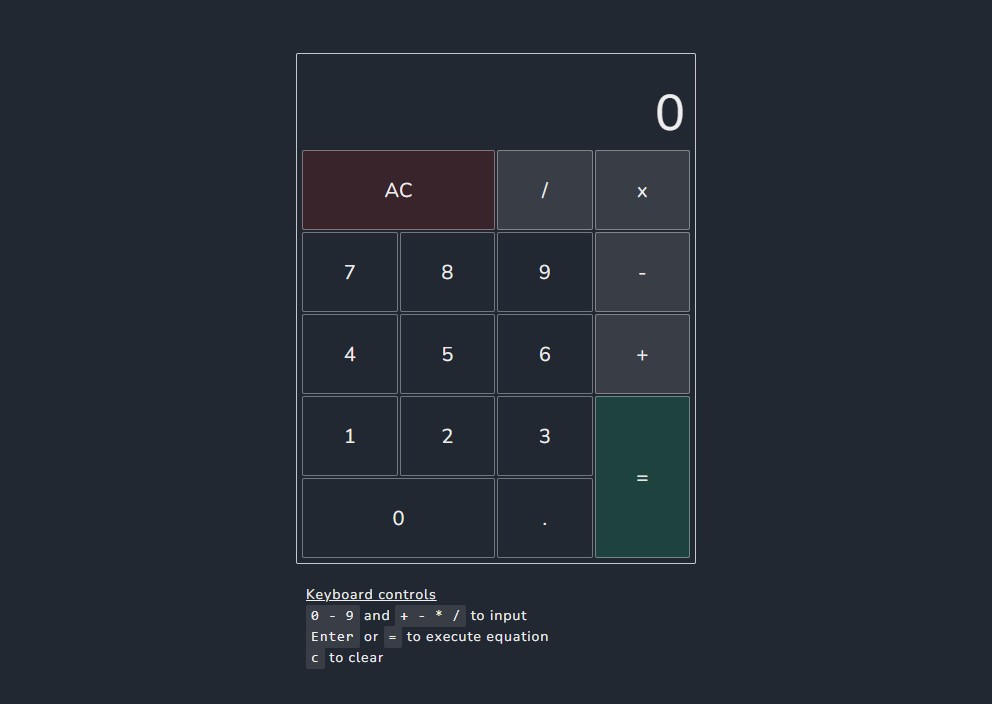 0
AC / x
7 8 9 -
4 5 6 +
1 2 3
=
0 .
Keyboard controls
0 - 9 and + - * / to input
Enter or = to execute equation
c to clear